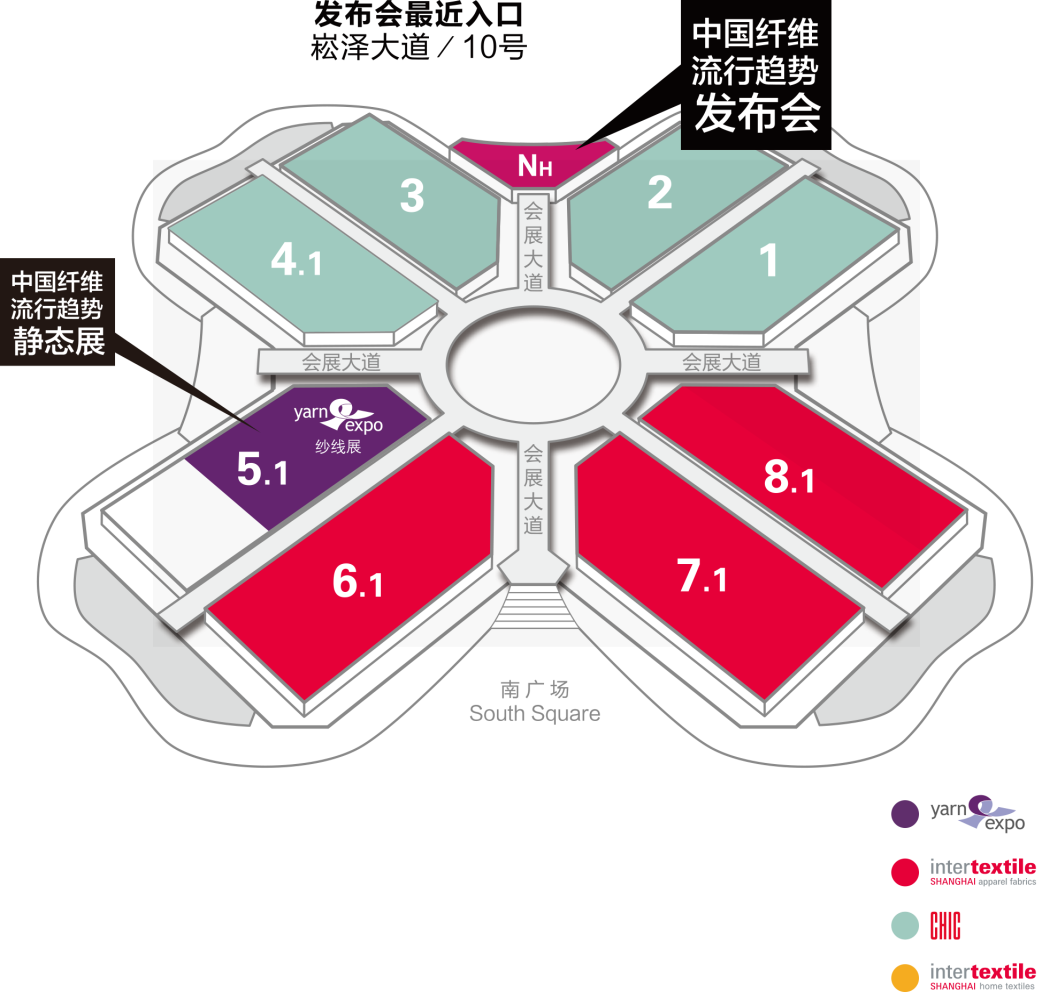 发布会最近入口
崧泽大道／10号
中国纤维
流行趋势
发布会
NH
3
2
4.1
1
会展大道
中国纤维
流行趋势
静态展
会展大道
会展大道
yarn
expo
纱线展
5.1
8.1
会展大道
6.1
7.1
南广场
South Square
yarn
expo
intertextile
SHANGHAI apparel fabrics
CHIC
intertextile
SHANGHAI home textiles